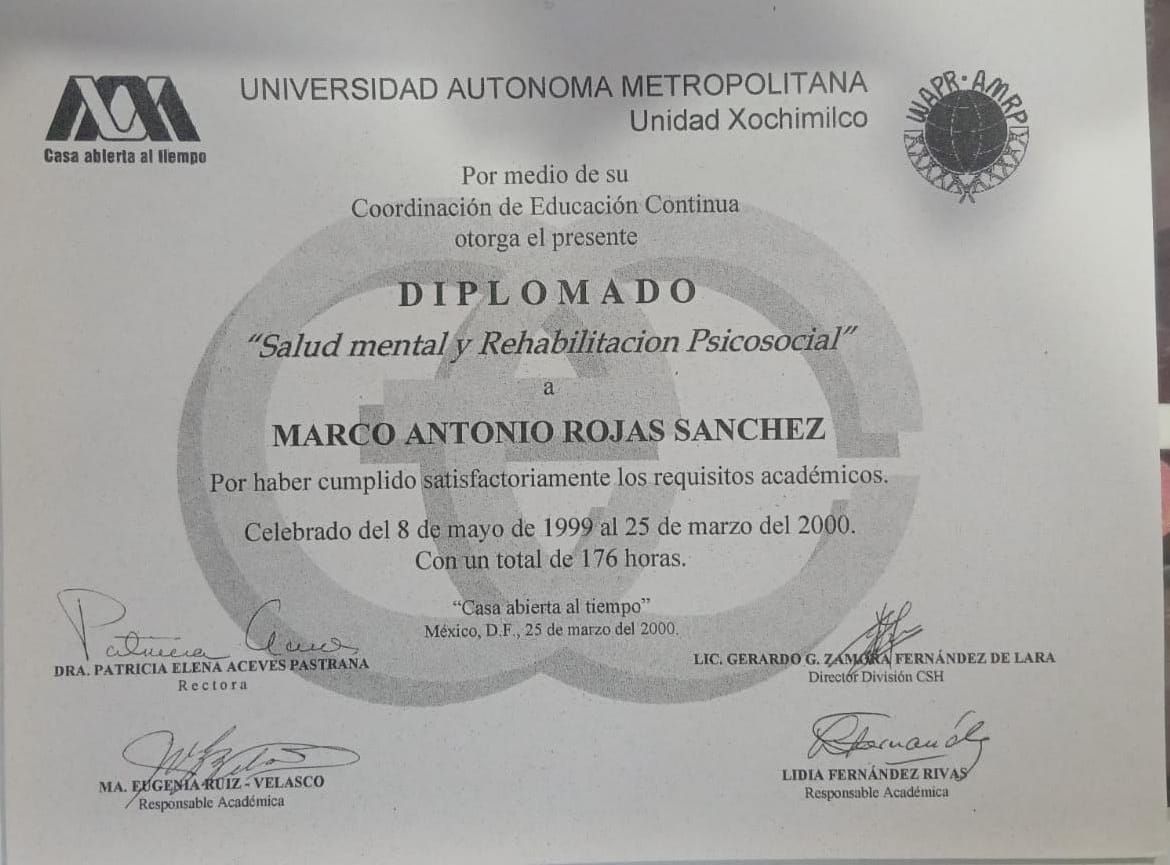 UNIVERSIDAD AUTONOMA METROPOLITANA
Unidad Xochimilco
Casa abierta al tiempo
WAPR·AMRP
Por medio de su
Coordinación de Educación Continua
otorga el presente
DIPLOMADO
“Salud mental y Rehabilitacion Psicosocial”
a
MARCO ANTONIO ROJAS SANCHEZ
Por haber cumplido satisfactoriamente los requisitos académicos.
Celebrado del 8 de mayo de 1999 al 25 de marzo del 2000.
Con un total de 176 horas.
“Casa abierta al tiempo”
México, D.F., 25 de marzo del 2000.
DRA. PATRICIA ELENA ACEVES PASTRANA
Rectora
LIC. GERARDO G. ZAMORA FERNÁNDEZ DE LARA
Director División CSH
MA. EUGENIA RUIZ - VELASCO
Responsable Académica
LIDIA FERNÁNDEZ RIVAS
Responsable Académica